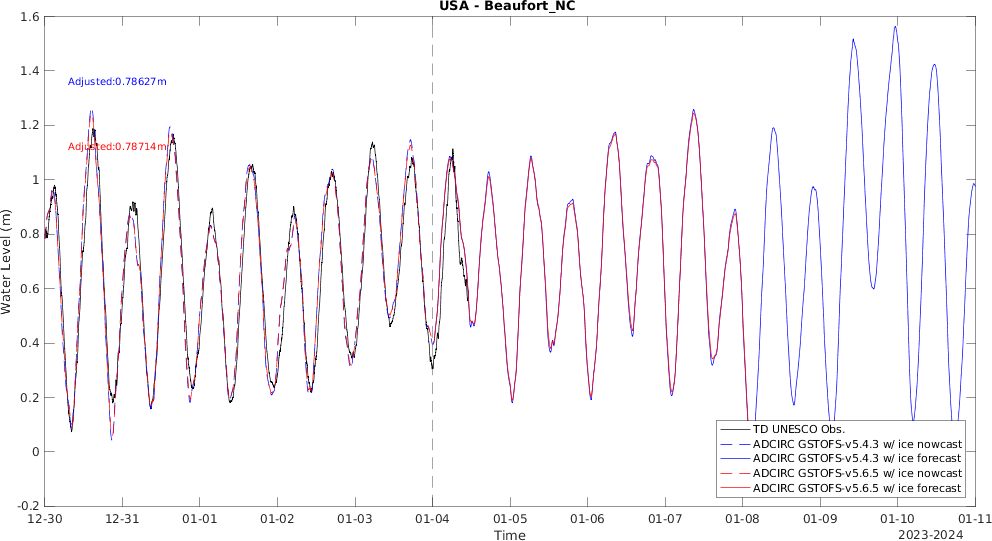 USA - Beaufort_NC
Water Level (m)
1.6
1.4
1.2
1
0.8
0.6
0.4
0.2
0
-0.2
Adjusted:0.78627m
Adjusted:0.78714m
TD UNESCO Obs.
ADCIRC GSTOFS-v5.4.3 w/ ice nowcast
ADCIRC GSTOFS-v5.4.3 w/ ice forecast
ADCIRC GSTOFS-v5.6.5 w/ ice nowcast
ADCIRC GSTOFS-v5.6.5 w/ ice forecast
12-30 12-31 01-01 01-02 01-03 01-04 01-05 01-06 01-07 01-08 01-09 01-10 01-11
Time
2023-2024